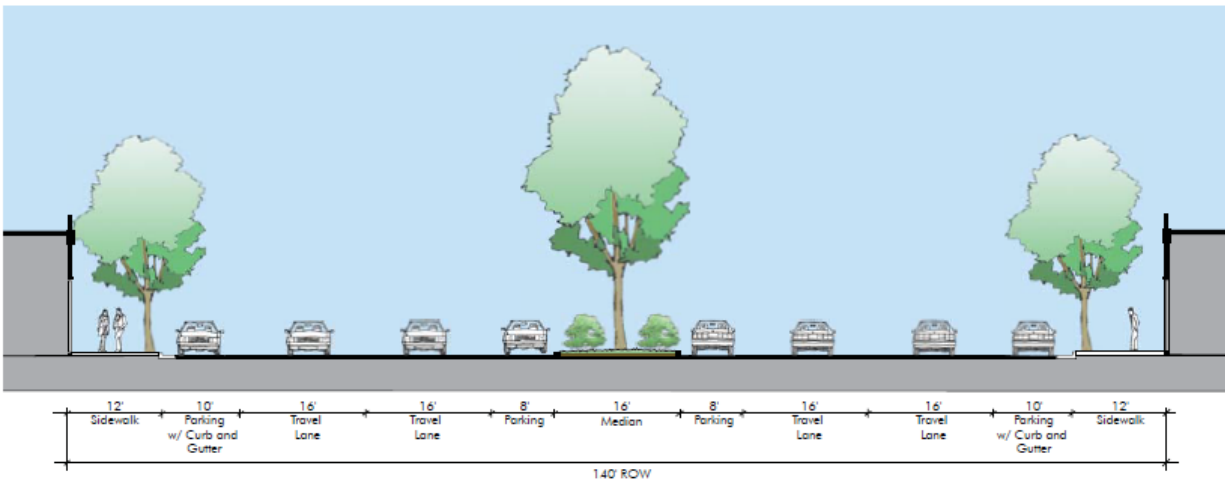 12' 10' 16' 16' 8' 16' 8' 16' 16' 10' 12'
Sidewalk Parking Travel Travel Parking Median Parking Travel Travel Parking Sidewalk
w/ Curb and Lane Lane Lane Lane w/ Curb and
Gutter Gutter
140' ROW